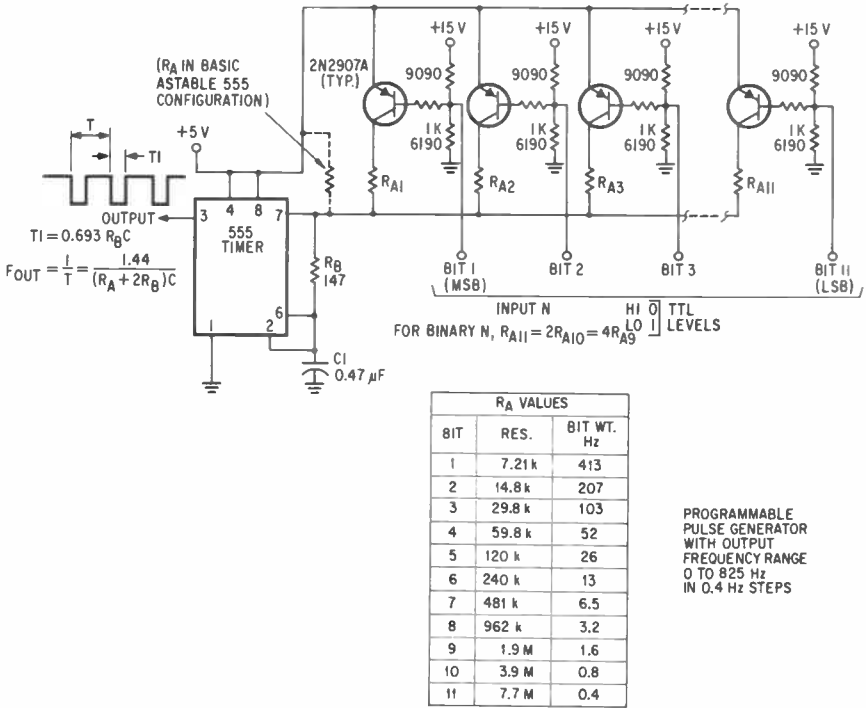 (RA IN BASIC
ASTABLE 555
CONFIGURATION)
2N2907A
(TYP.)
+15 V
+15 V
+15 V
+15 V
9090
9090
9090
9090
1K
6190
1K
6190
1K
6190
1K
6190
+5 V
T
T1
RA1
RA2
RA3
RA11
OUTPUT
3
4
8
7
555
TIMER
6
2
1
T1 = 0.693 RBC
FOUT = 1/T = 1.44/(RA + 2RB)C
RB
147
C1
0.47 µF
BIT 1
(MSB)
BIT 2
BIT 3
BIT 11
(LSB)
INPUT N
HI 0 TTL
LO 1 LEVELS
FOR BINARY N, RA11 = 2RA10 = 4RA9
RA VALUES
BIT RES. BIT WT. Hz
1 7.21 k 413
2 14.8 k 207
3 29.8 k 103
4 59.8 k 52
5 120 k 26
6 240 k 13
7 481 k 6.5
8 962 k 3.2
9 1.9 M 1.6
10 3.9 M 0.8
11 7.7 M 0.4
PROGRAMMABLE
PULSE GENERATOR
WITH OUTPUT
FREQUENCY RANGE
0 TO 825 Hz
IN 0.4 Hz STEPS